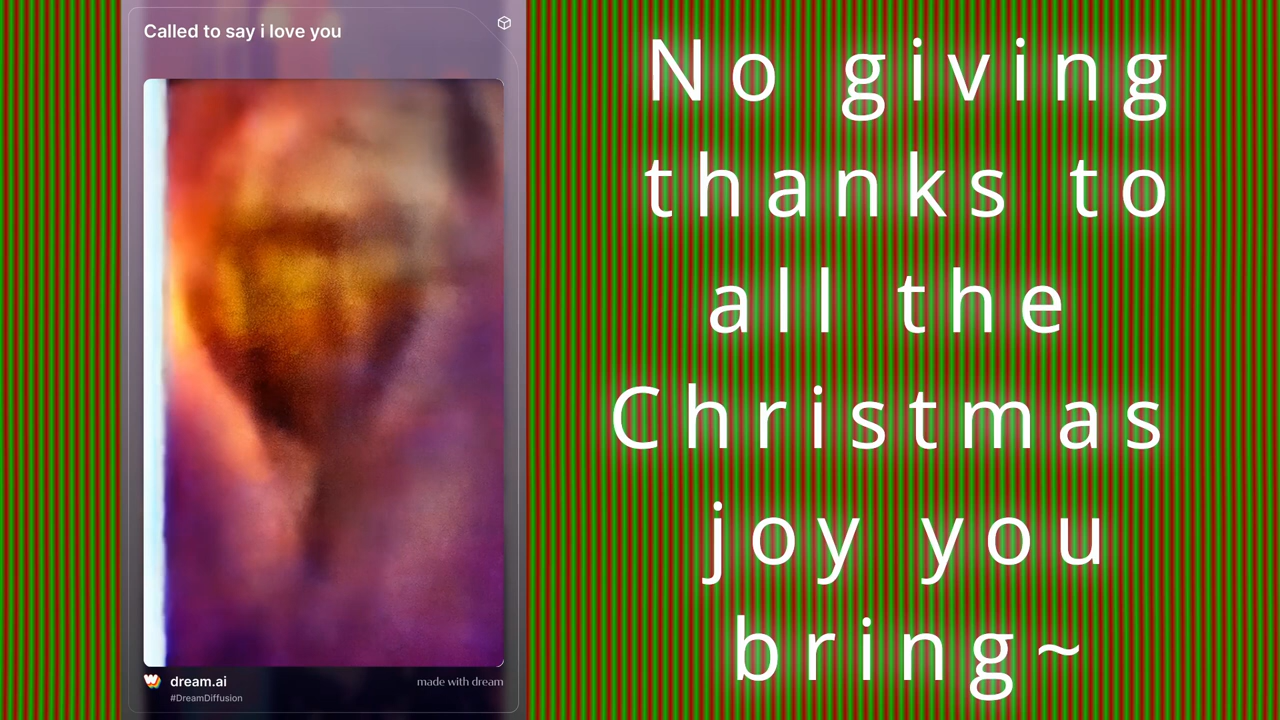 Called to say i love you
dream.ai
#DreamDiffusion
made with dream
No giving
thanks to
all the
Christmas
joy you
bring~